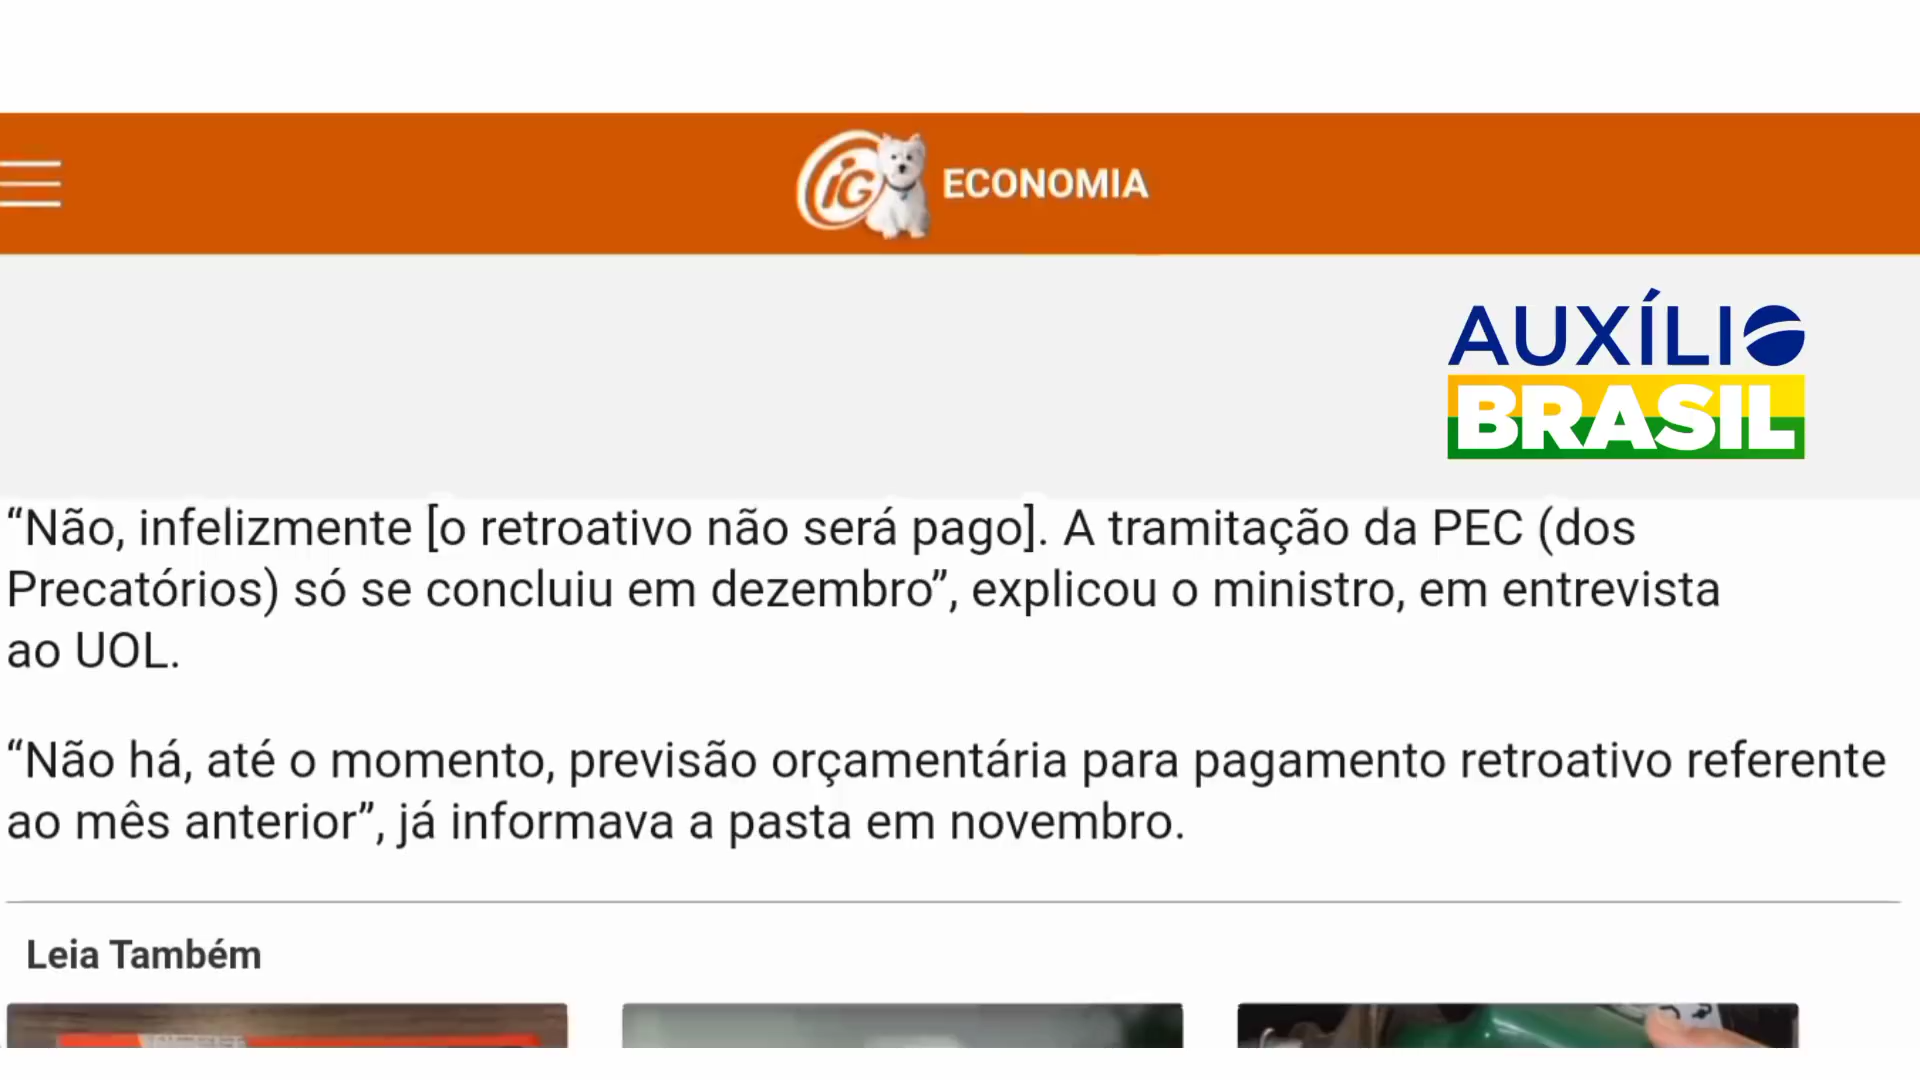 iG ECONOMIA
AUXÍLIO
BRASIL
“Não, infelizmente [o retroativo não será pago]. A tramitação da PEC (dos
Precatórios) só se concluiu em dezembro”, explicou o ministro, em entrevista
ao UOL.
“Não há, até o momento, previsão orçamentária para pagamento retroativo referente
ao mês anterior”, já informava a pasta em novembro.
Leia Também